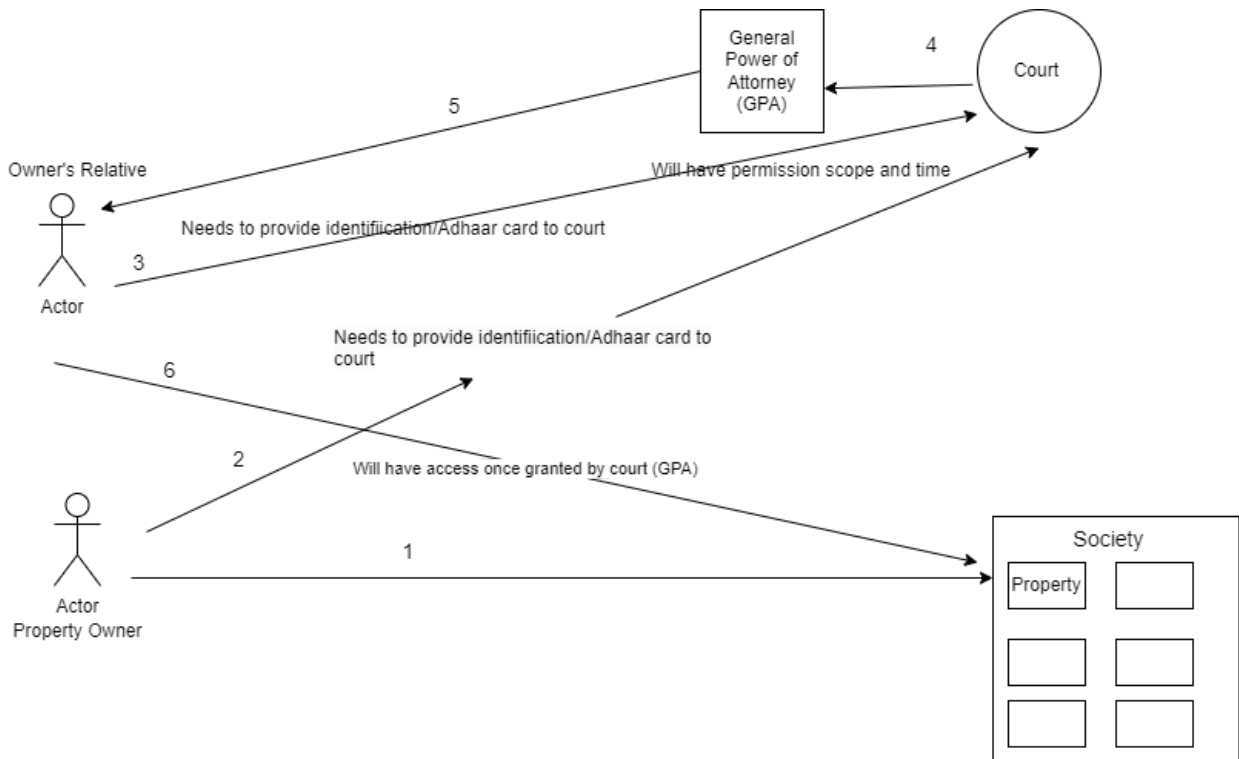 General
Power of
Attorney
(GPA)
4
Court
5
Owner's Relative
Will have permission scope and time
Needs to provide identifiication/Adhaar card to court
3
Actor
Needs to provide identifiication/Adhaar card to
court
6
2
Will have access once granted by court (GPA)
1
Society
Property
Actor
Property Owner